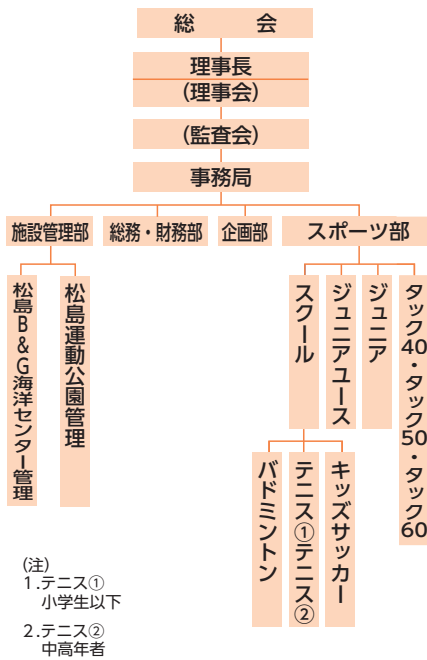 総　会
理事長
(理事会)
(監査会)
事務局
施設管理部
総務・財務部
企画部
スポーツ部
松島B&G海洋センター管理
松島運動公園管理
スクール
ジュニアユース
ジュニア
タック40・タック50・タック60
バドミントン
テニス①テニス②
キッズサッカー
(注)
1.テニス①
小学生以下
2.テニス②
中高年者